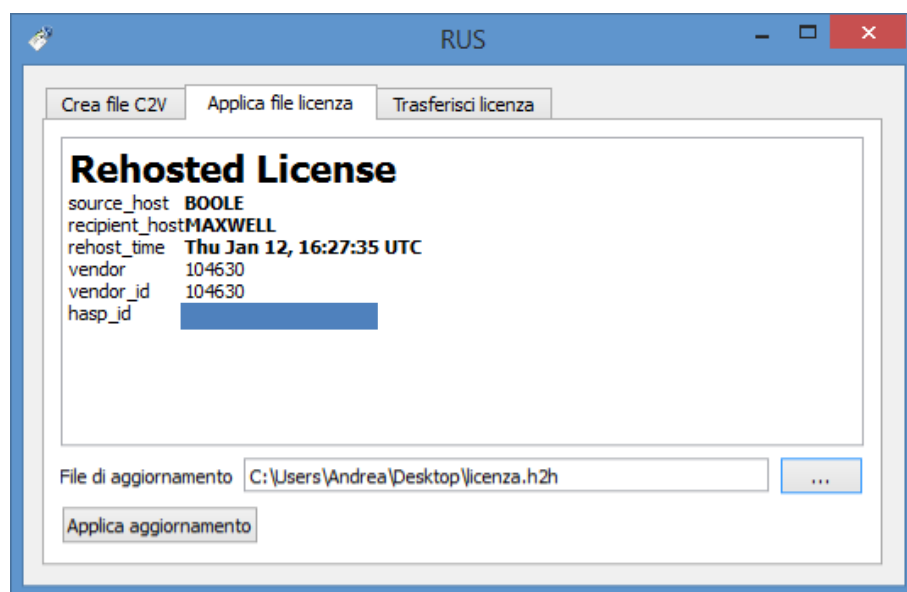 RUS
Crea file C2V Applica file licenza Trasferisci licenza
Rehosted License
source_host BOOLE
recipient_host MAXWELL
rehost_time Thu Jan 12, 16:27:35 UTC
vendor 104630
vendor_id 104630
hasp_id
File di aggiornamento C:\Users\Andrea\Desktop\licenza.h2h ...
Applica aggiornamento